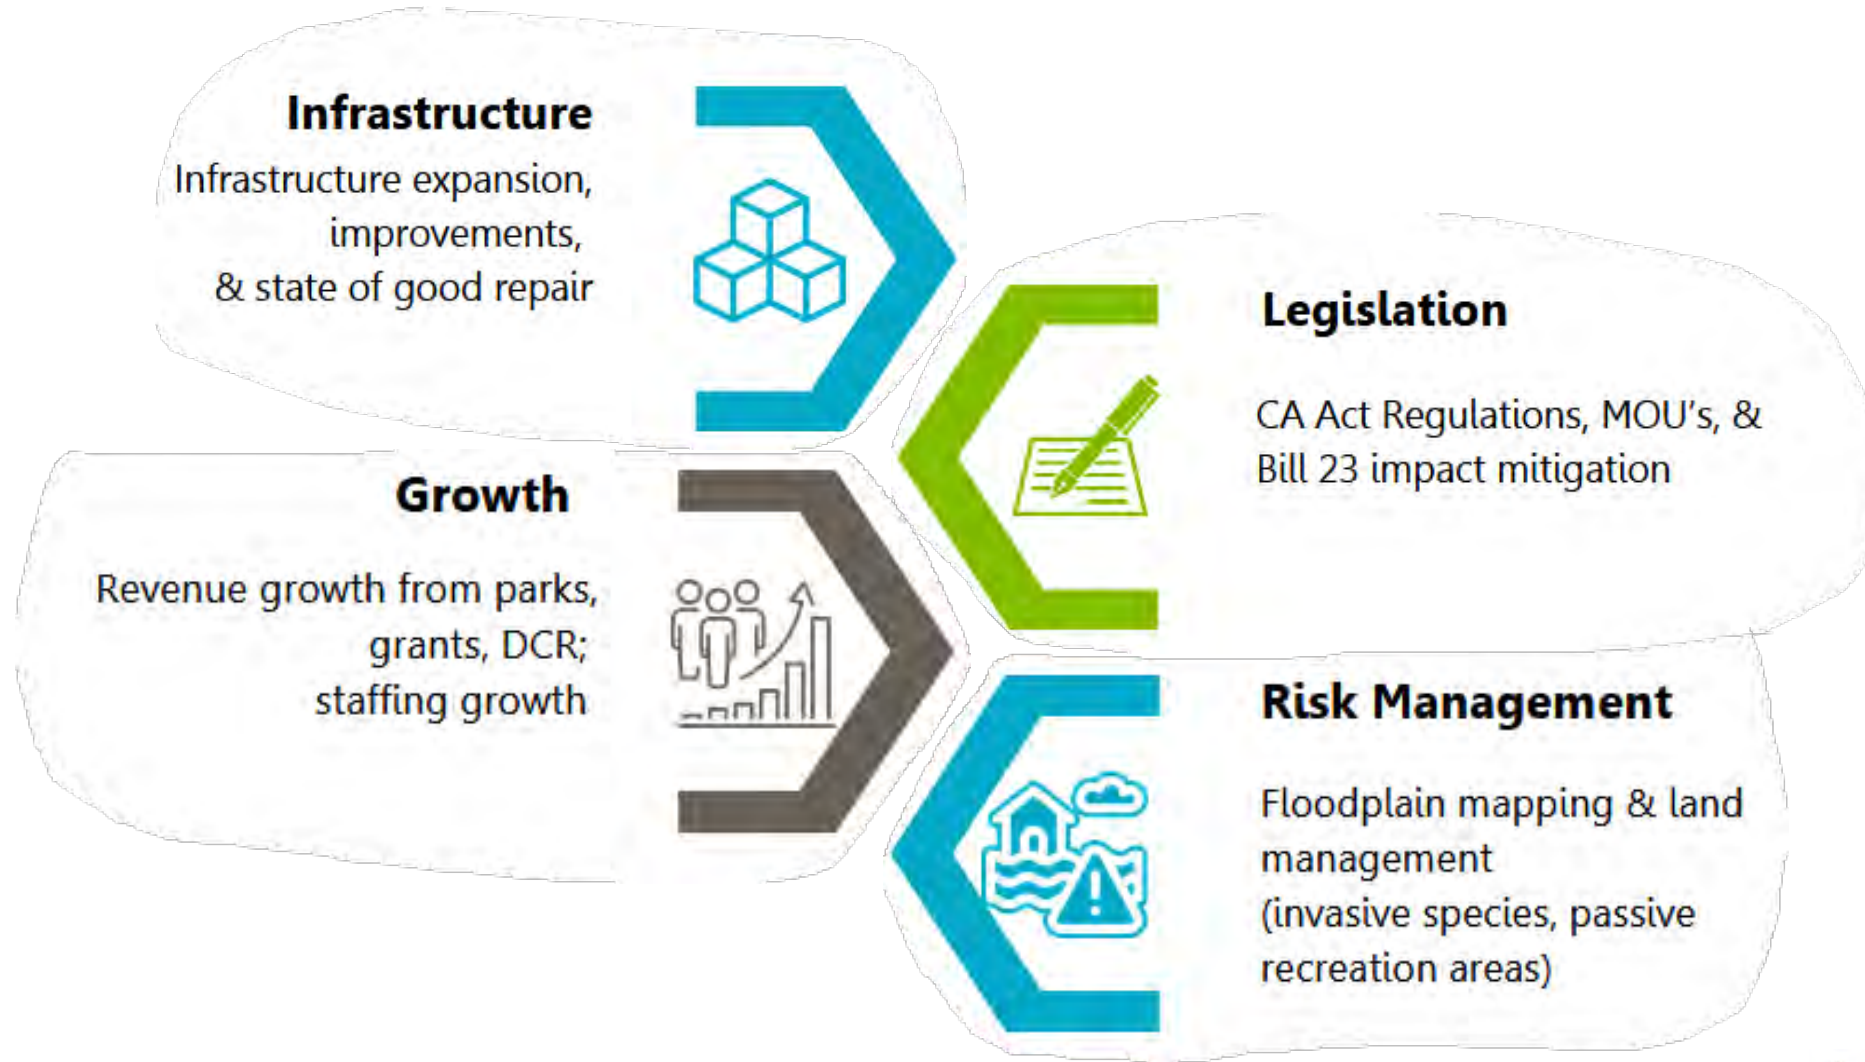 Infrastructure
Infrastructure expansion,
improvements,
& state of good repair
Legislation
CA Act Regulations, MOU's, &
Bill 23 impact mitigation
Growth
Revenue growth from parks,
grants, DCR;
staffing growth
Risk Management
Floodplain mapping & land
management
(invasive species, passive
recreation areas)